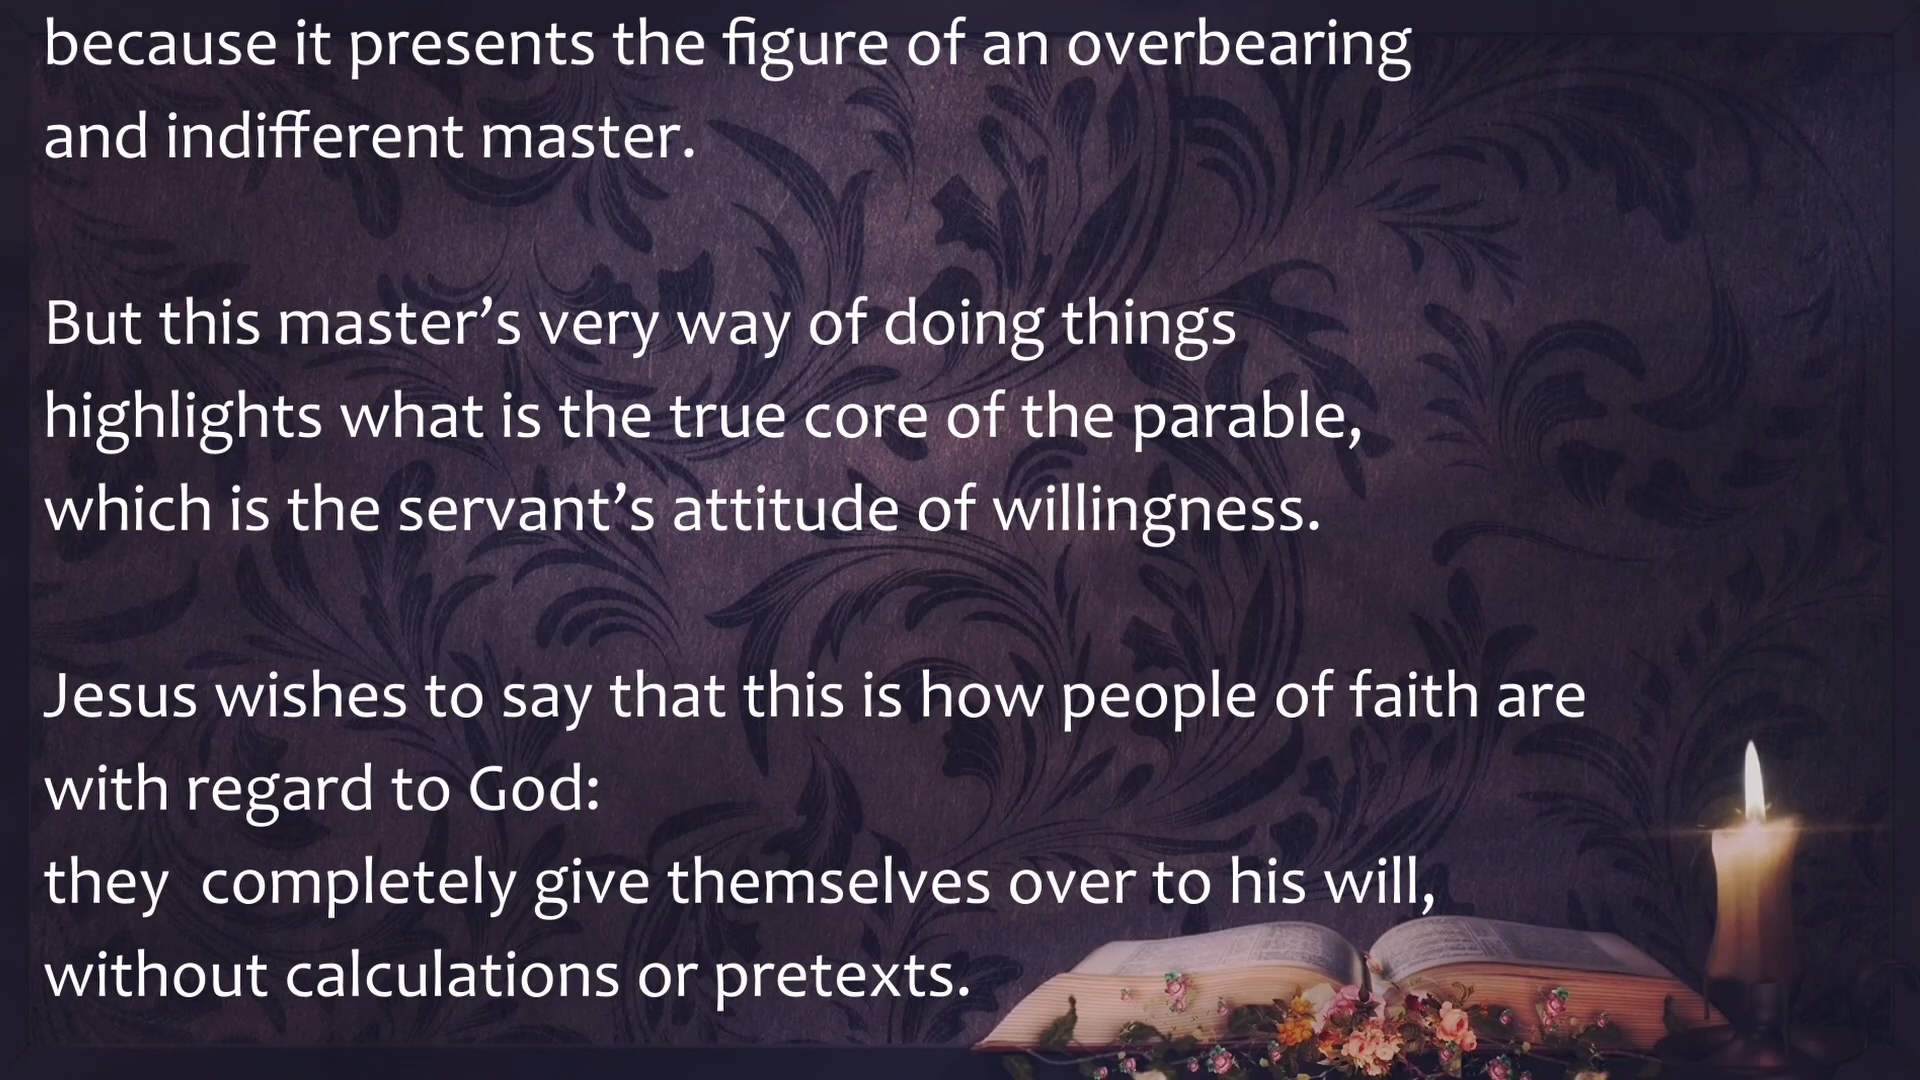 because it presents the figure of an overbearing
and indifferent master.
But this master’s very way of doing things
highlights what is the true core of the parable,
which is the servant’s attitude of willingness.
Jesus wishes to say that this is how people of faith are
with regard to God:
they  completely give themselves over to his will,
without calculations or pretexts.